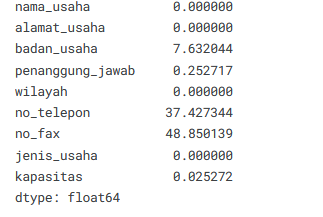 nama_usaha 0.000000
alamat_usaha 0.000000
badan_usaha 7.632044
penanggung_jawab 0.252717
wilayah 0.000000
no_telepon 37.427344
no_fax 48.850139
jenis_usaha 0.000000
kapasitas 0.025272
dtype: float64